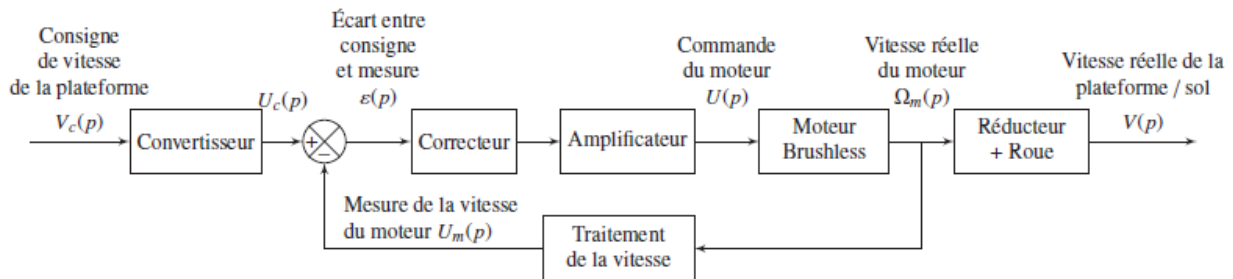 Consigne
de vitesse
de la plateforme
V_c(p)
Convertisseur
U_c(p)
+
−
Écart entre
consigne
et mesure
ε(p)
Correcteur
Amplificateur
Commande
du moteur
U(p)
Moteur
Brushless
Vitesse réelle
du moteur
Ω_m(p)
Réducteur
+ Roue
Vitesse réelle de la
plateforme / sol
V(p)
Mesure de la vitesse
du moteur U_m(p)
Traitement
de la vitesse